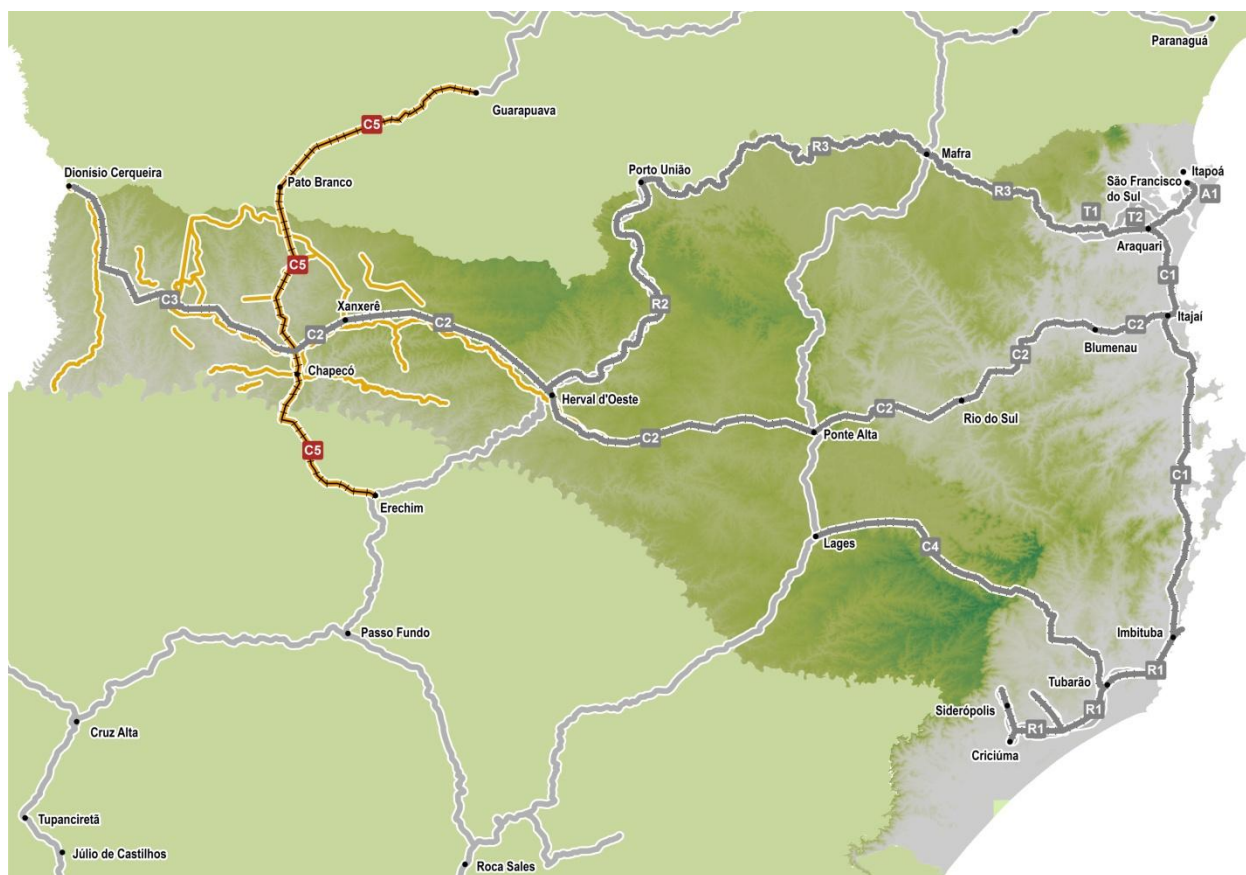 Paranaguá
Guarapuava
C5
R3
Mafra
Dionísio Cerqueira
Pato Branco
Porto União
R3
Itapoá
São Francisco
do Sul
A1
T1
T2
Araquari
C5
C1
C3
Xanxerê
R2
C2
C2
C2
Itajaí
Blumenau
C2
Chapecó
Herval d'Oeste
C2
Rio do Sul
C2
Ponte Alta
C5
C1
Erechim
Lages
C4
Passo Fundo
Imbituba
R1
Tubarão
Siderópolis
R1
R1
Criciúma
Cruz Alta
Tupanciretã
Júlio de Castilhos
Roca Sales